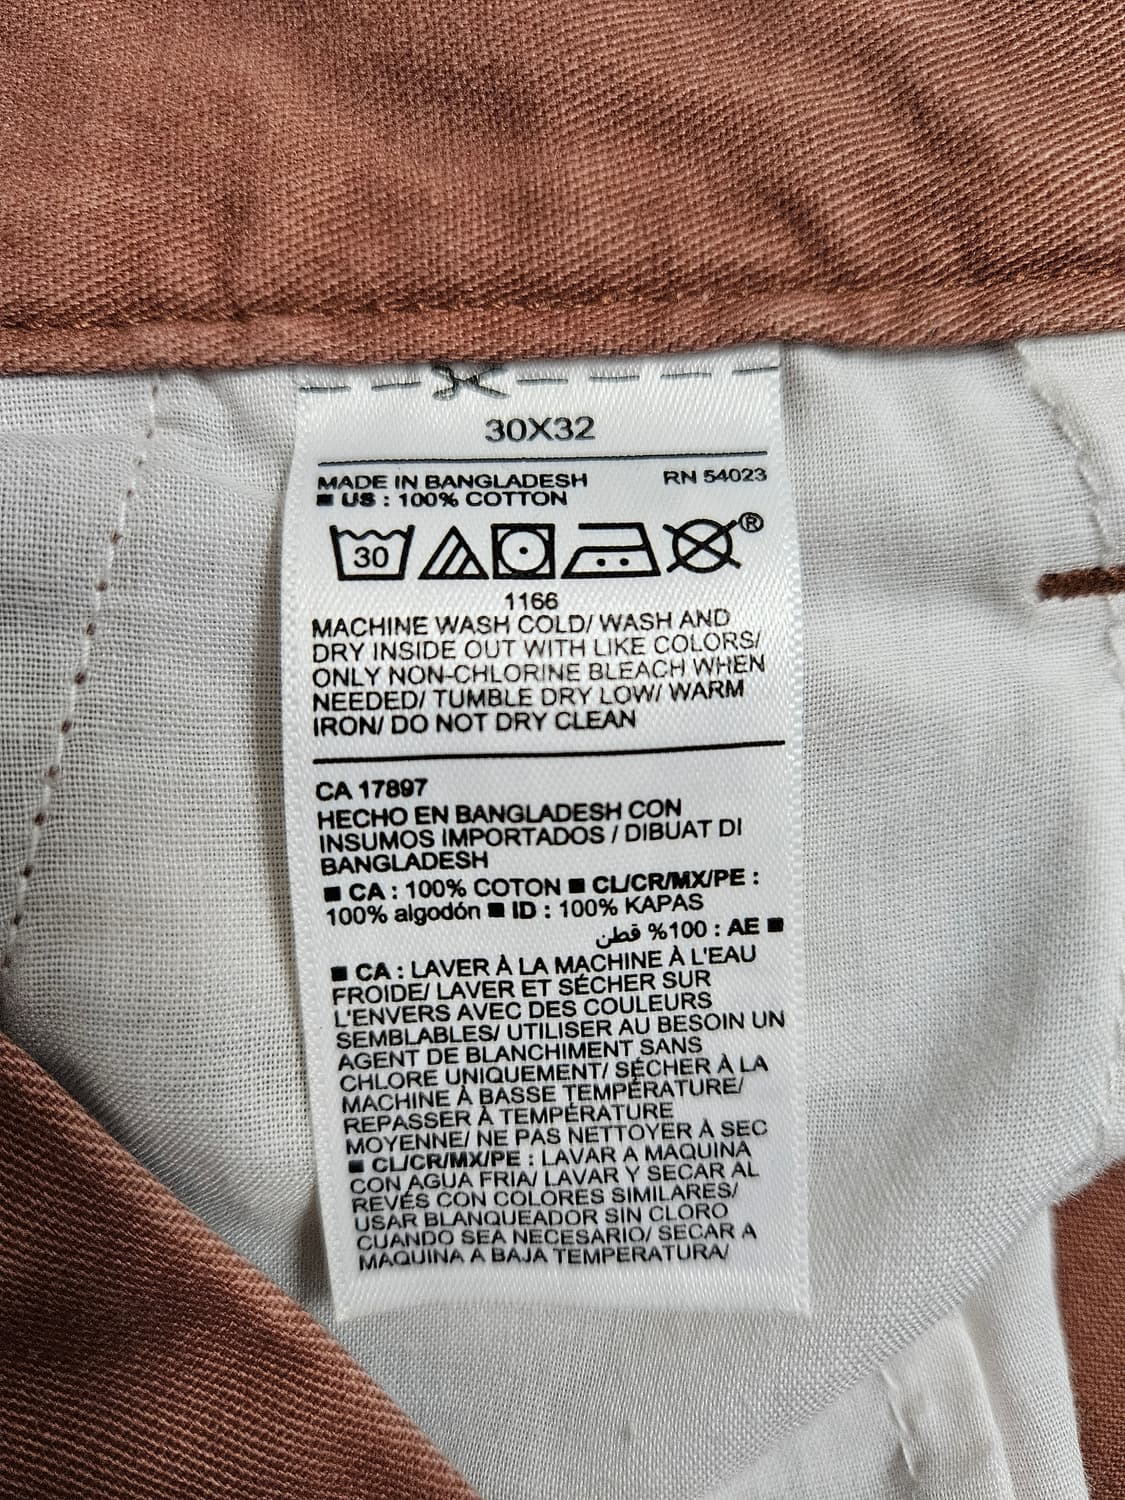 30X32
MADE IN BANGLADESH RN 54023
■ US : 100% COTTON
30 ®
1166
MACHINE WASH COLD/ WASH AND
DRY INSIDE OUT WITH LIKE COLORS/
ONLY NON-CHLORINE BLEACH WHEN
NEEDED/ TUMBLE DRY LOW/ WARM
IRON/ DO NOT DRY CLEAN
CA 17897
HECHO EN BANGLADESH CON
INSUMOS IMPORTADOS / DIBUAT DI
BANGLADESH
■ CA : 100% COTON ■ CL/CR/MX/PE :
100% algodón ■ ID : 100% KAPAS
■ AE : 100% قطن
■ CA : LAVER À LA MACHINE À L'EAU
FROIDE/ LAVER ET SÉCHER SUR
L'ENVERS AVEC DES COULEURS
SEMBLABLES/ UTILISER AU BESOIN UN
AGENT DE BLANCHIMENT SANS
CHLORE UNIQUEMENT/ SÉCHER À LA
MACHINE À BASSE TEMPÉRATURE/
REPASSER À TEMPÉRATURE
MOYENNE/ NE PAS NETTOYER À SEC
■ CL/CR/MX/PE : LAVAR A MAQUINA
CON AGUA FRIA/ LAVAR Y SECAR AL
REVÉS CON COLORES SIMILARES/
USAR BLANQUEADOR SIN CLORO
CUANDO SEA NECESARIO/ SECAR A
MAQUINA A BAJA TEMPERATURA/